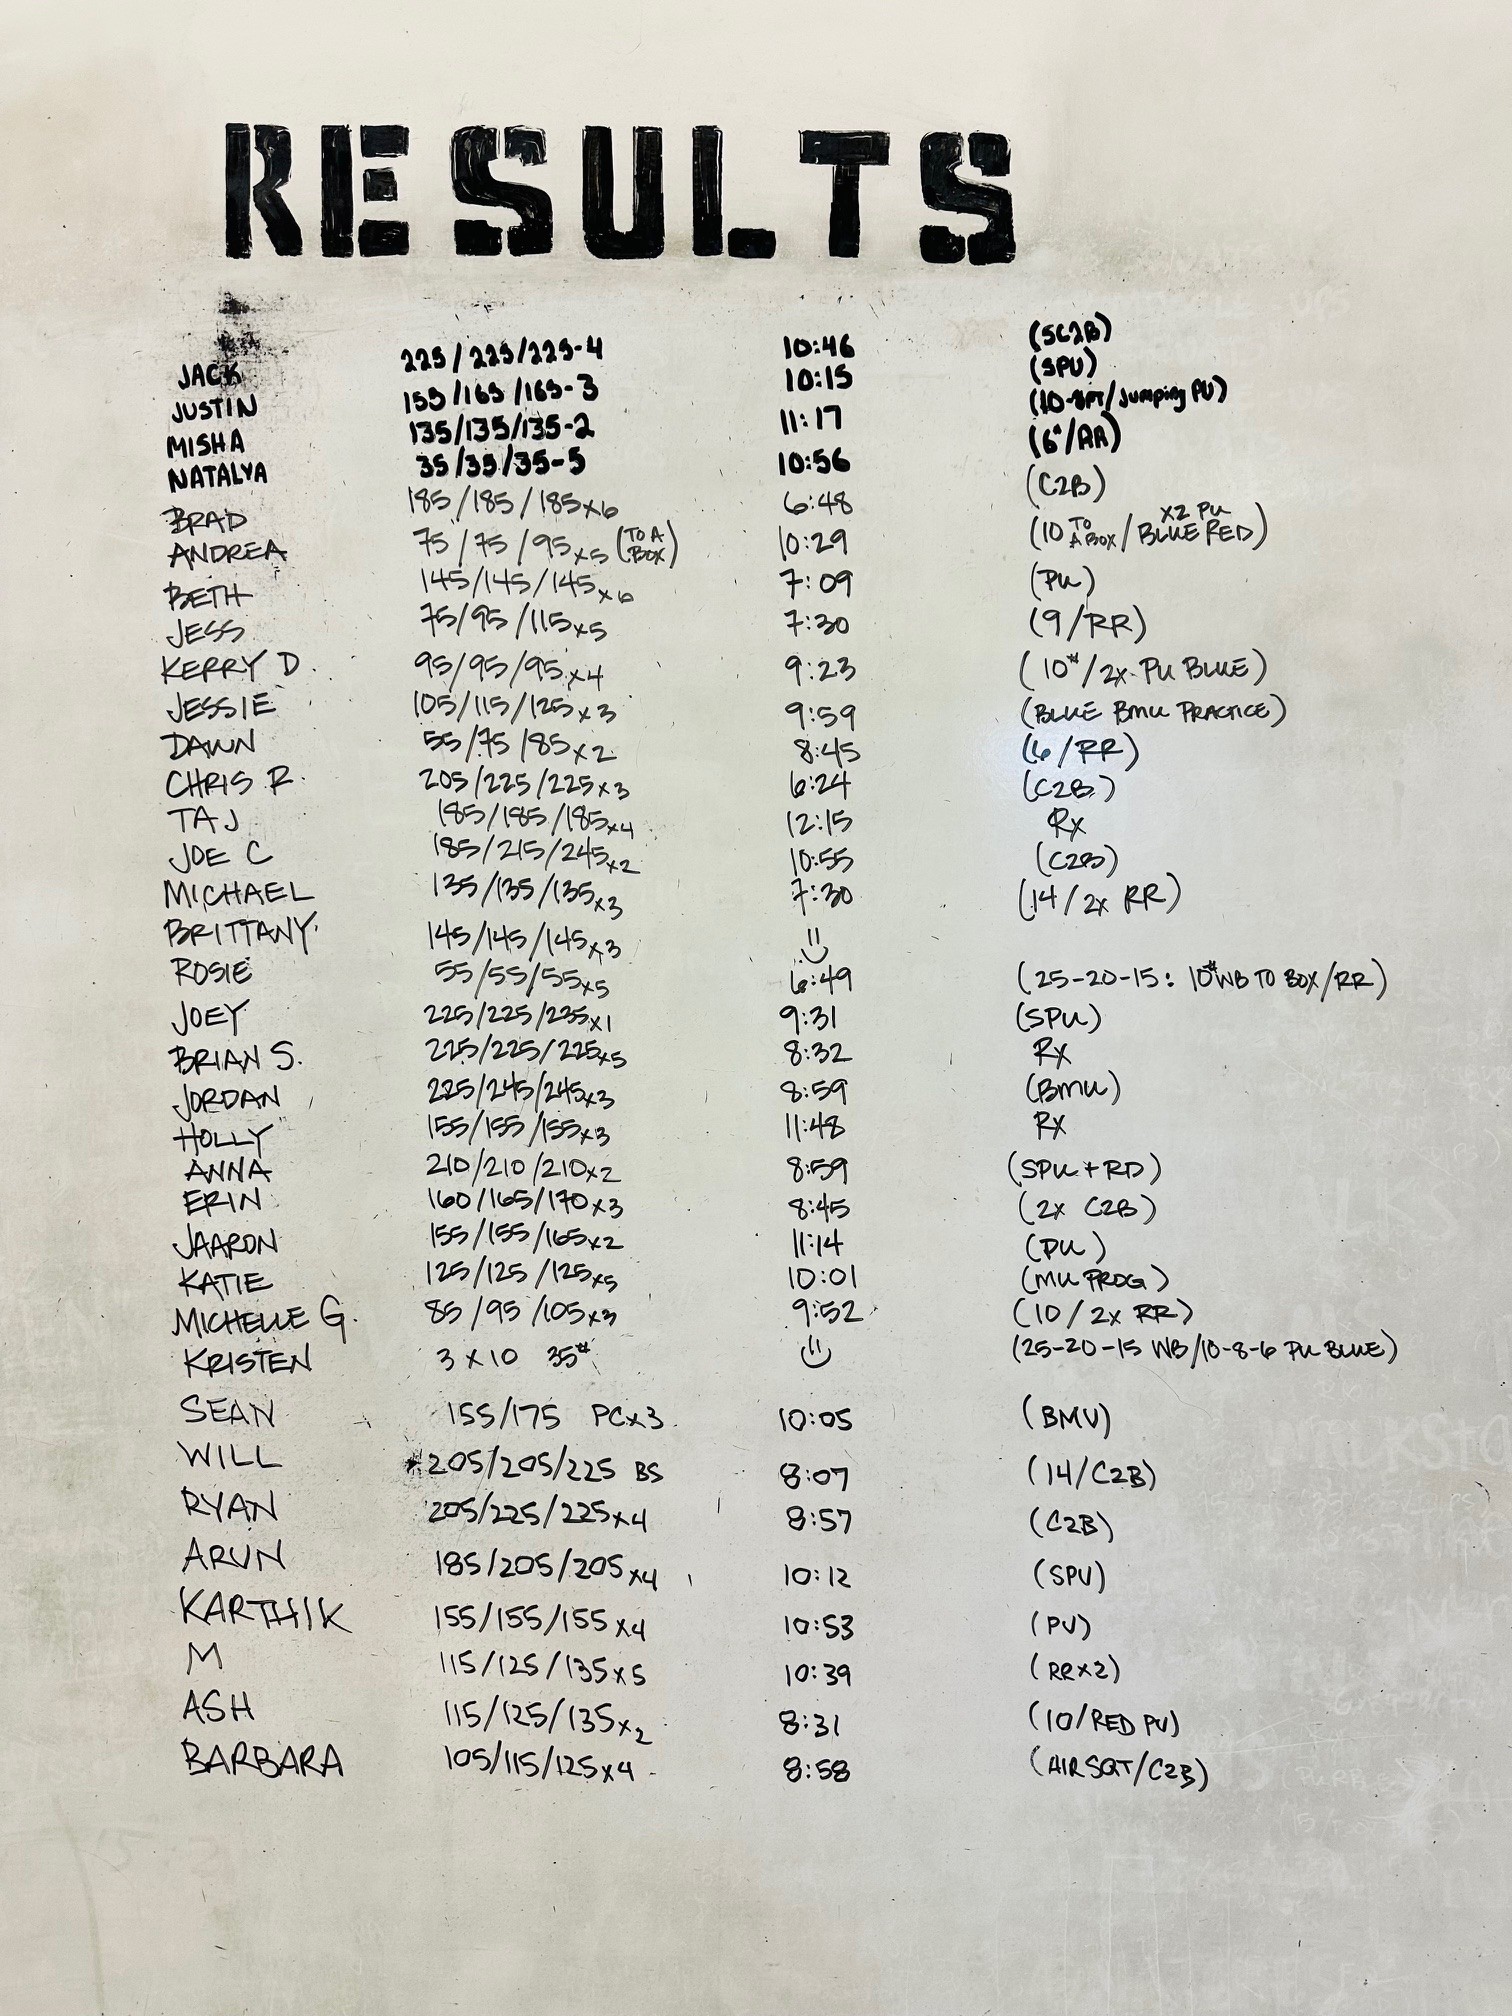 RESULTS
JACK 225/225/225-4 10:46 (SC2B)
JUSTIN 155/165/165-3 10:15 (SPU)
MISHA 135/135/135-2 11:17 (10-8FT/Jumping PU)
NATALYA 35/35/35-5 10:56 (6#/RR)
BRAD 185/185/185x6 6:48 (C2B)
ANDREA 75/75/95x5 (TO A BOX) 10:29 (10 TO A BOX/BLUE RED x2 PU)
BETH 145/145/145x6 7:09 (PU)
JESS 75/95/115x5 7:30 (9/RR)
KERRY D. 95/95/95x4 9:23 (10#/2x PU BLUE)
JESSIE 105/115/125x3 9:59 (BLUE BMU PRACTICE)
DAWN 55/75/85x2 8:45 (6/RR)
CHRIS R. 205/225/225x3 6:24 (C2B)
TAJ 185/185/185x4 12:15 Rx
JOE C 185/215/245x2 10:55 (C2B)
MICHAEL 135/135/135x3 7:30 (14/2x RR)
BRITTANY 145/145/145x3
ROSIE 55/55/55x5 6:49 (25-20-15: 10# WB TO BOX/RR)
JOEY 225/225/235x1 9:31 (SPU)
BRIAN S. 225/225/225x5 8:32 Rx
JORDAN 225/245/245x3 8:59 (BMU)
HOLLY 155/155/155x3 11:48 Rx
ANNA 210/210/210x2 8:59 (SPU+RD)
ERIN 160/165/170x3 8:45 (2x C2B)
JAARON 155/155/165x2 11:14 (PU)
KATIE 125/125/125x5 10:01 (MU PROG)
MICHELLE G. 85/95/105x3 9:52 (10/2x RR)
KRISTEN 3x10 35# (25-20-15 WB/10-8-6 PU BLUE)
SEAN 155/175 PCx3 10:05 (BMU)
WILL 205/205/225 BS 8:07 (14/C2B)
RYAN 205/225/225x4 8:57 (C2B)
ARUN 185/205/205x4 10:12 (SPU)
KARTHIK 155/155/155x4 10:53 (PU)
M 115/125/135x5 10:39 (RRx2)
ASH 115/125/135x2 8:31 (10/RED PU)
BARBARA 105/115/125x4 8:58 (AIR SQT/C2B)